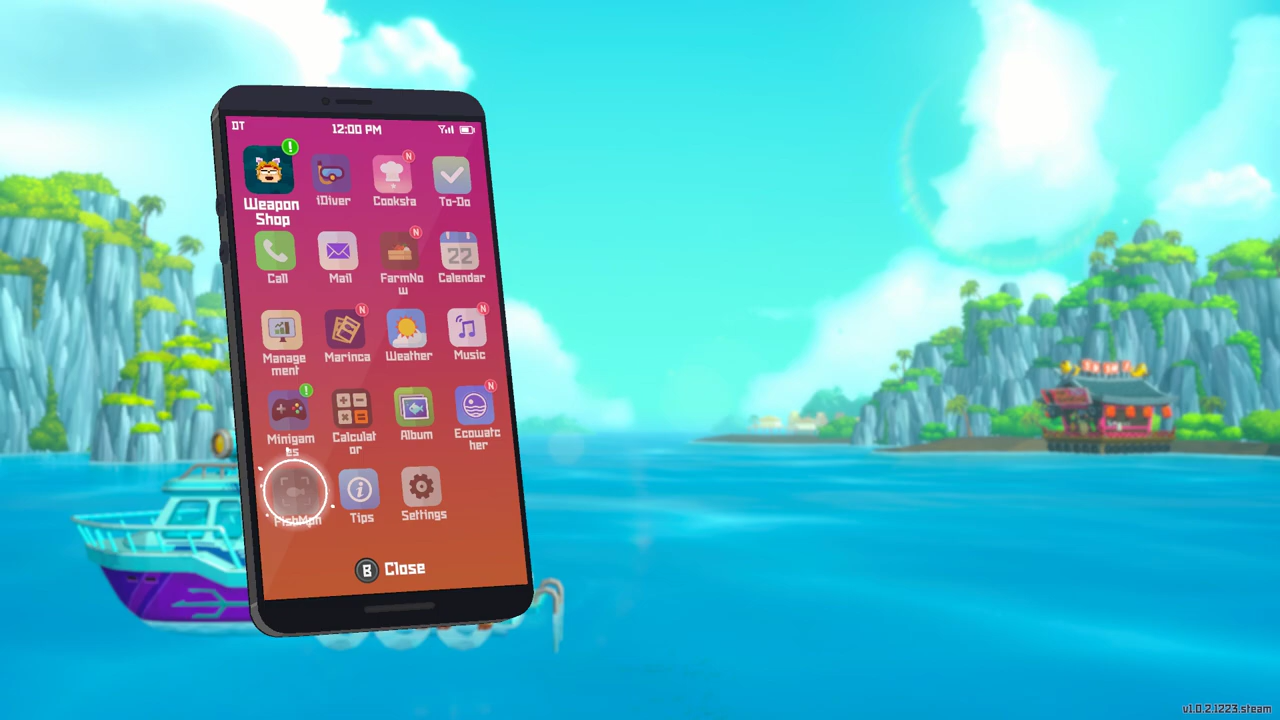 DT 12:00 PM
Weapon
Shop
iDiver
Cooksta
To-Do
Call
Mail
FarmNo
w
22
Calendar
Manage
ment
Marinca
Weather
Music
Minigam
es
Calculat
or
Album
Ecowatc
her
FishMon
Tips
Settings
B Close
v1.0.2.1223.steam